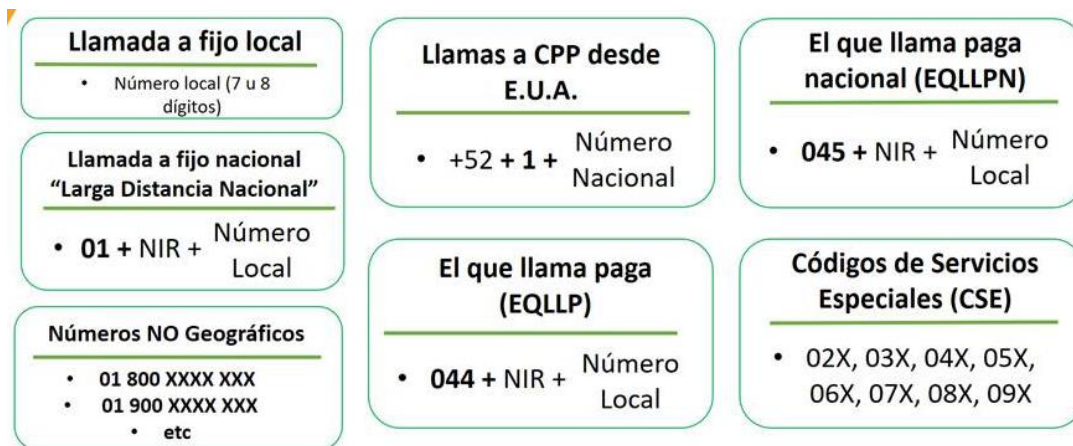 Llamada a fijo local
• Número local (7 u 8
dígitos)
Llamada a fijo nacional
“Larga Distancia Nacional”
• 01 + NIR + Número
Local
Números NO Geográficos
• 01 800 XXXX XXX
• 01 900 XXXX XXX
• etc
Llamas a CPP desde
E.U.A.
• +52 + 1 + Número
Nacional
El que llama paga
(EQLLP)
• 044 + NIR + Número
Local
El que llama paga
nacional (EQLLPN)
• 045 + NIR + Número
Local
Códigos de Servicios
Especiales (CSE)
• 02X, 03X, 04X, 05X,
06X, 07X, 08X, 09X